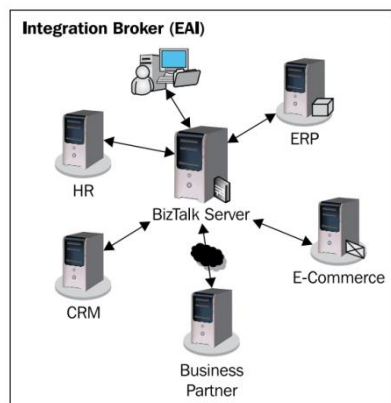 Integration Broker (EAI)
ERP
HR
BizTalk Server
E-Commerce
CRM
Business
Partner